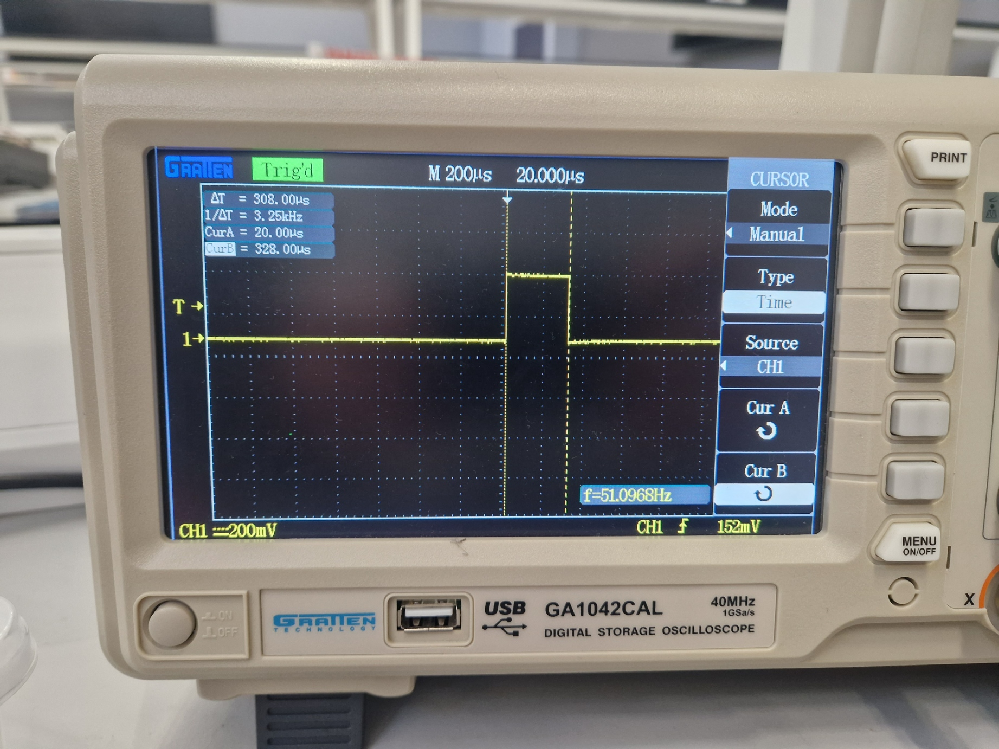 GRATTEN Trig'd M 200μs 20.000μs
CURSOR
ΔT = 308.00μs
1/ΔT = 3.25kHz
CurA = 20.00μs
CurB = 328.00μs
Mode
Manual
Type
Time
Source
CH1
Cur A
Cur B
T
1
f=51.0968Hz
CH1 200mV CH1 152mV
PRINT
MENU
ON/OFF
X
ON
OFF
GRATTEN
TECHNOLOGY
USB
GA1042CAL
40MHz
1GSa/s
DIGITAL STORAGE OSCILLOSCOPE